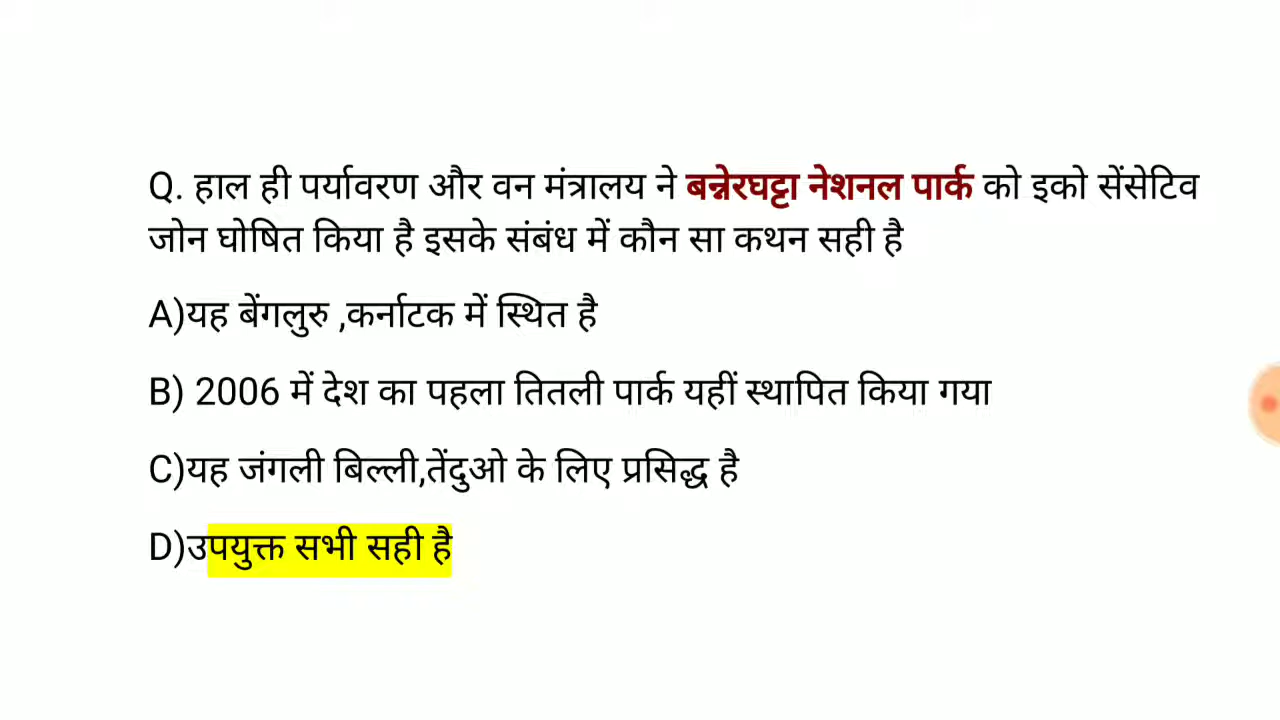 Q. हाल ही पर्यावरण और वन मंत्रालय ने बन्नेरघट्टा नेशनल पार्क को इको सेंसेटिव
जोन घोषित किया है इसके संबंध में कौन सा कथन सही है
A)यह बेंगलुरु ,कर्नाटक में स्थित है
B) 2006 में देश का पहला तितली पार्क यहीं स्थापित किया गया
C)यह जंगली बिल्ली,तेंदुओ के लिए प्रसिद्ध है
D)उपयुक्त सभी सही है